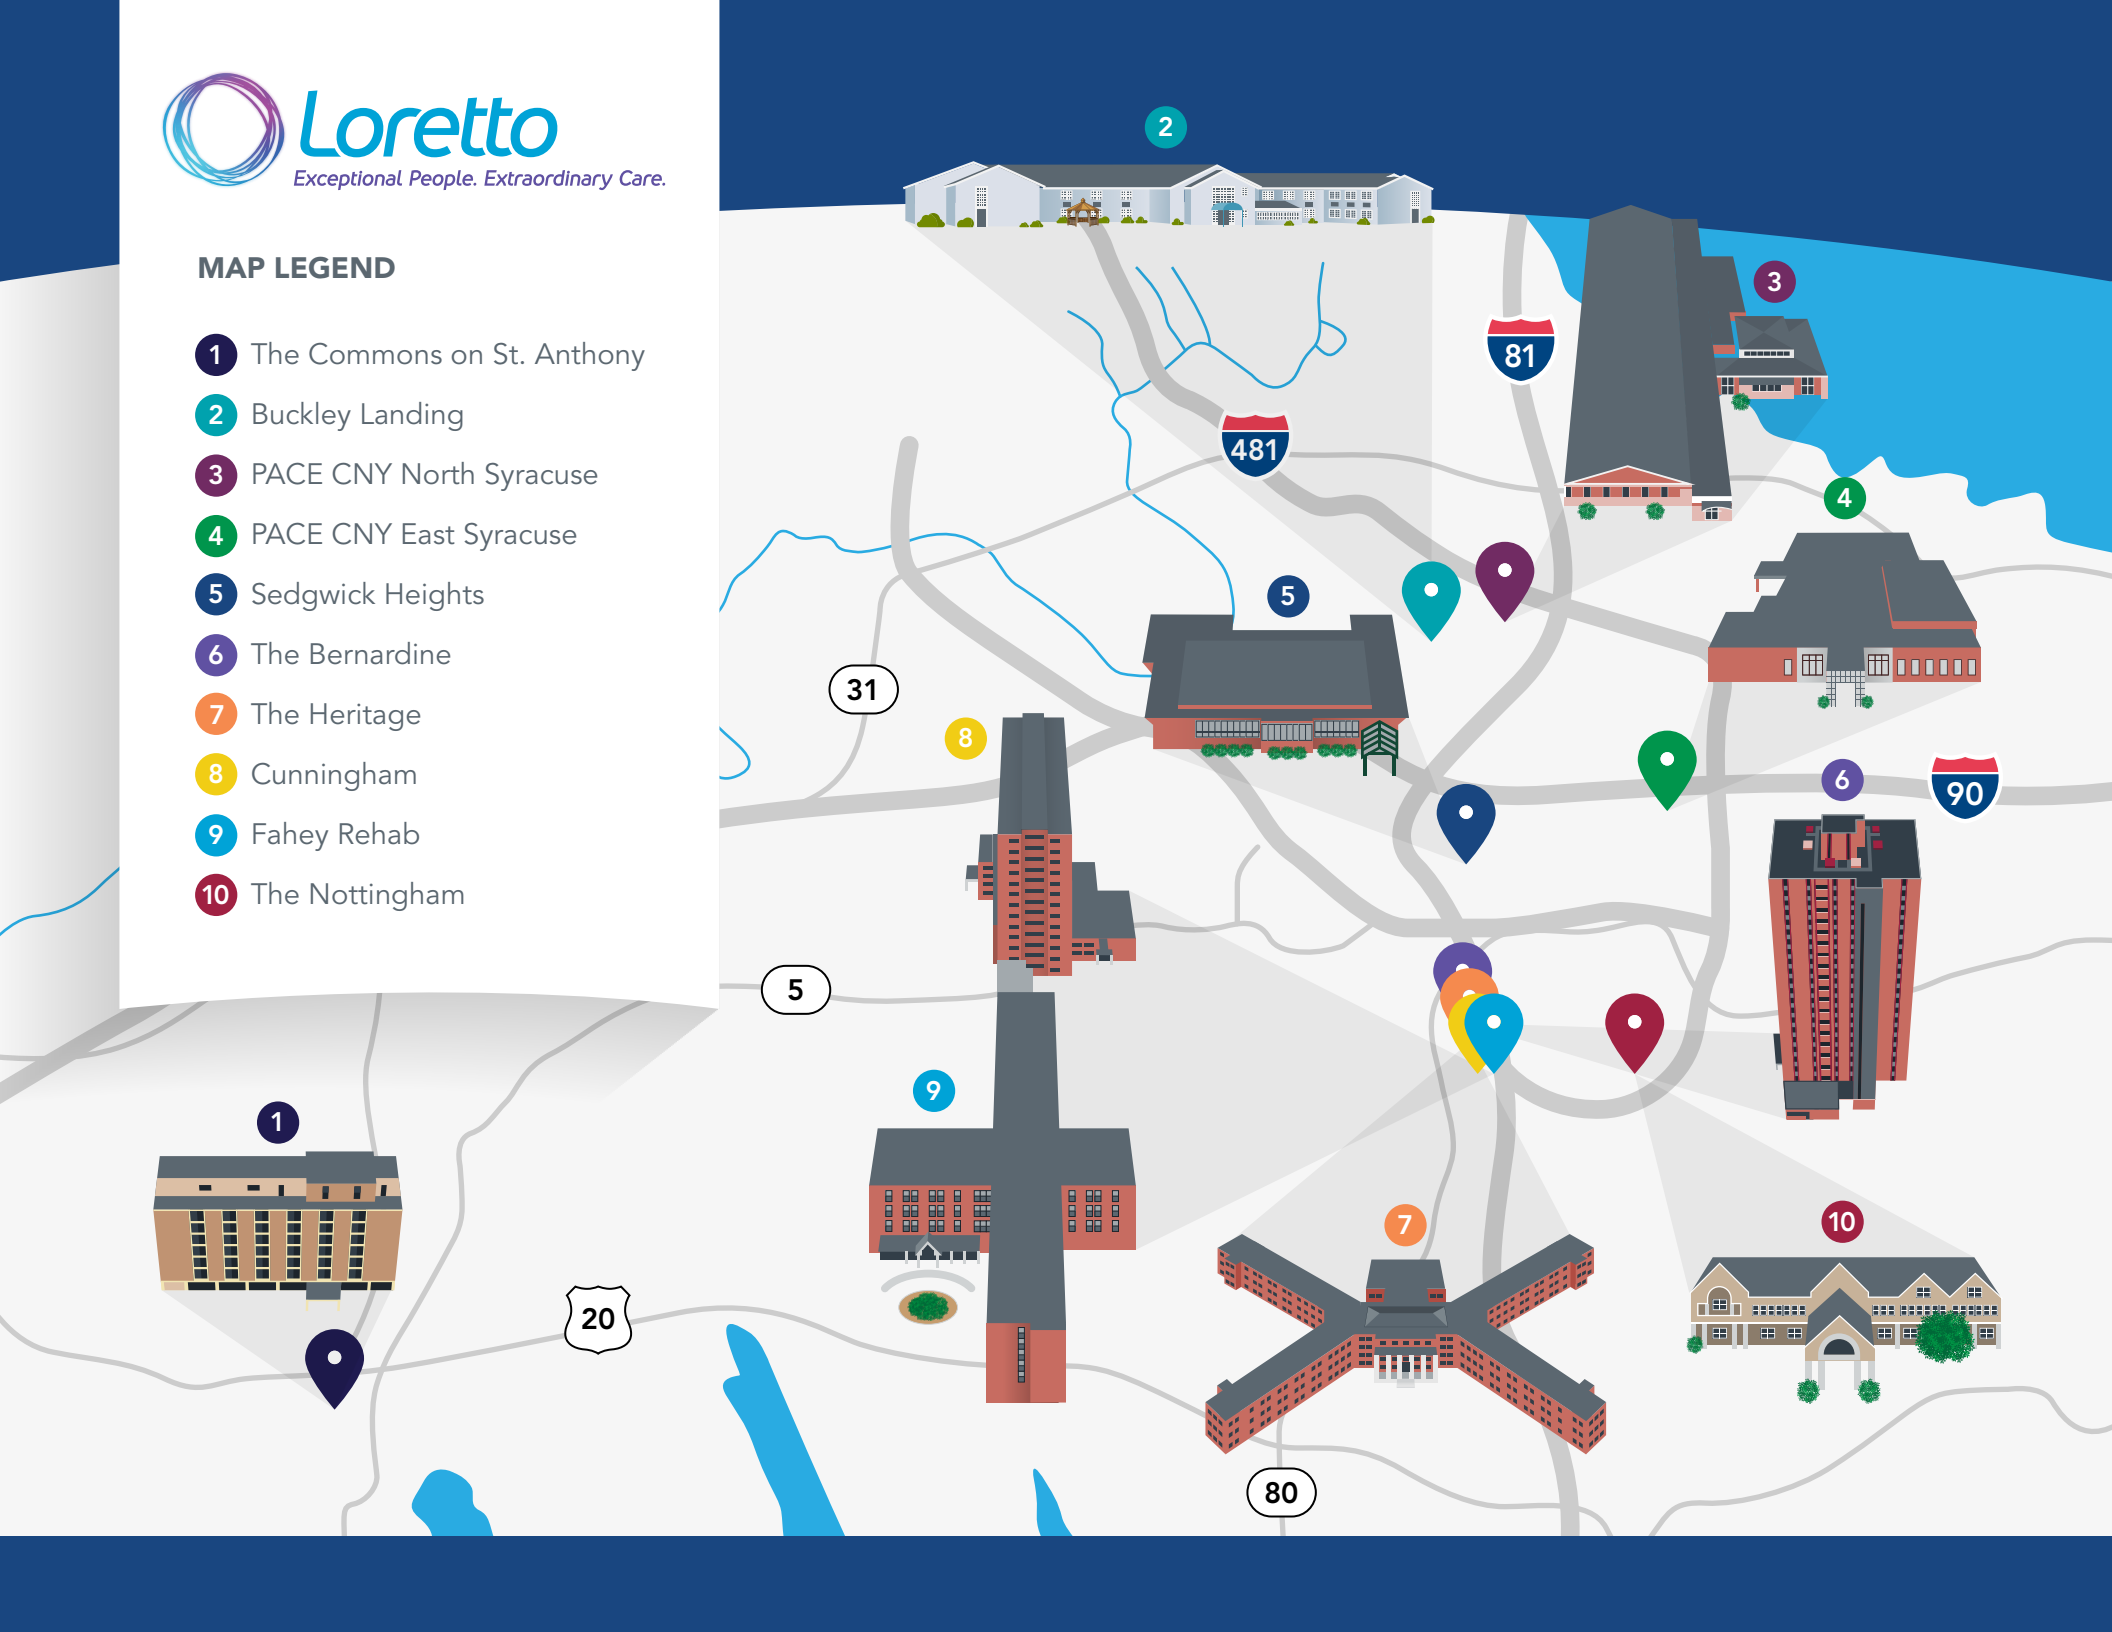 Loretto
Exceptional People. Extraordinary Care.
MAP LEGEND
1 The Commons on St. Anthony
2 Buckley Landing
3 PACE CNY North Syracuse
4 PACE CNY East Syracuse
5 Sedgwick Heights
6 The Bernardine
7 The Heritage
8 Cunningham
9 Fahey Rehab
10 The Nottingham
2
3
81
481
4
5
31
8
6
90
5
9
1
7
10
20
80